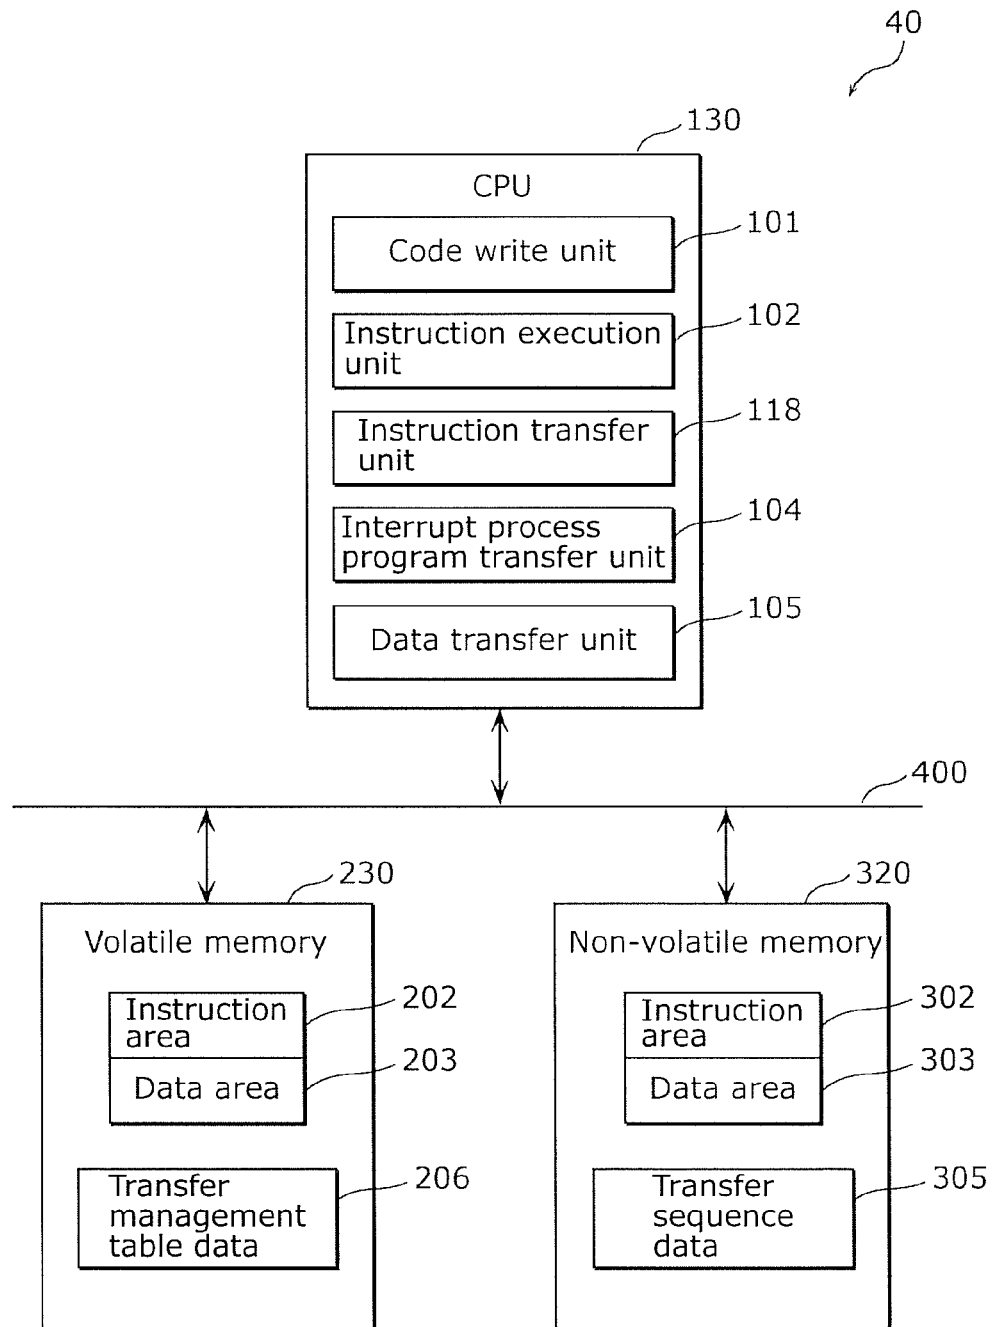 40
130
CPU
101
Code write unit
102
Instruction execution
unit
118
Instruction transfer
unit
104
Interrupt process
program transfer unit
105
Data transfer unit
400
230
320
Volatile memory
Non-volatile memory
Instruction
area
202
Instruction
area
302
Data area
203
Data area
303
Transfer
management
table data
206
Transfer
sequence
data
305